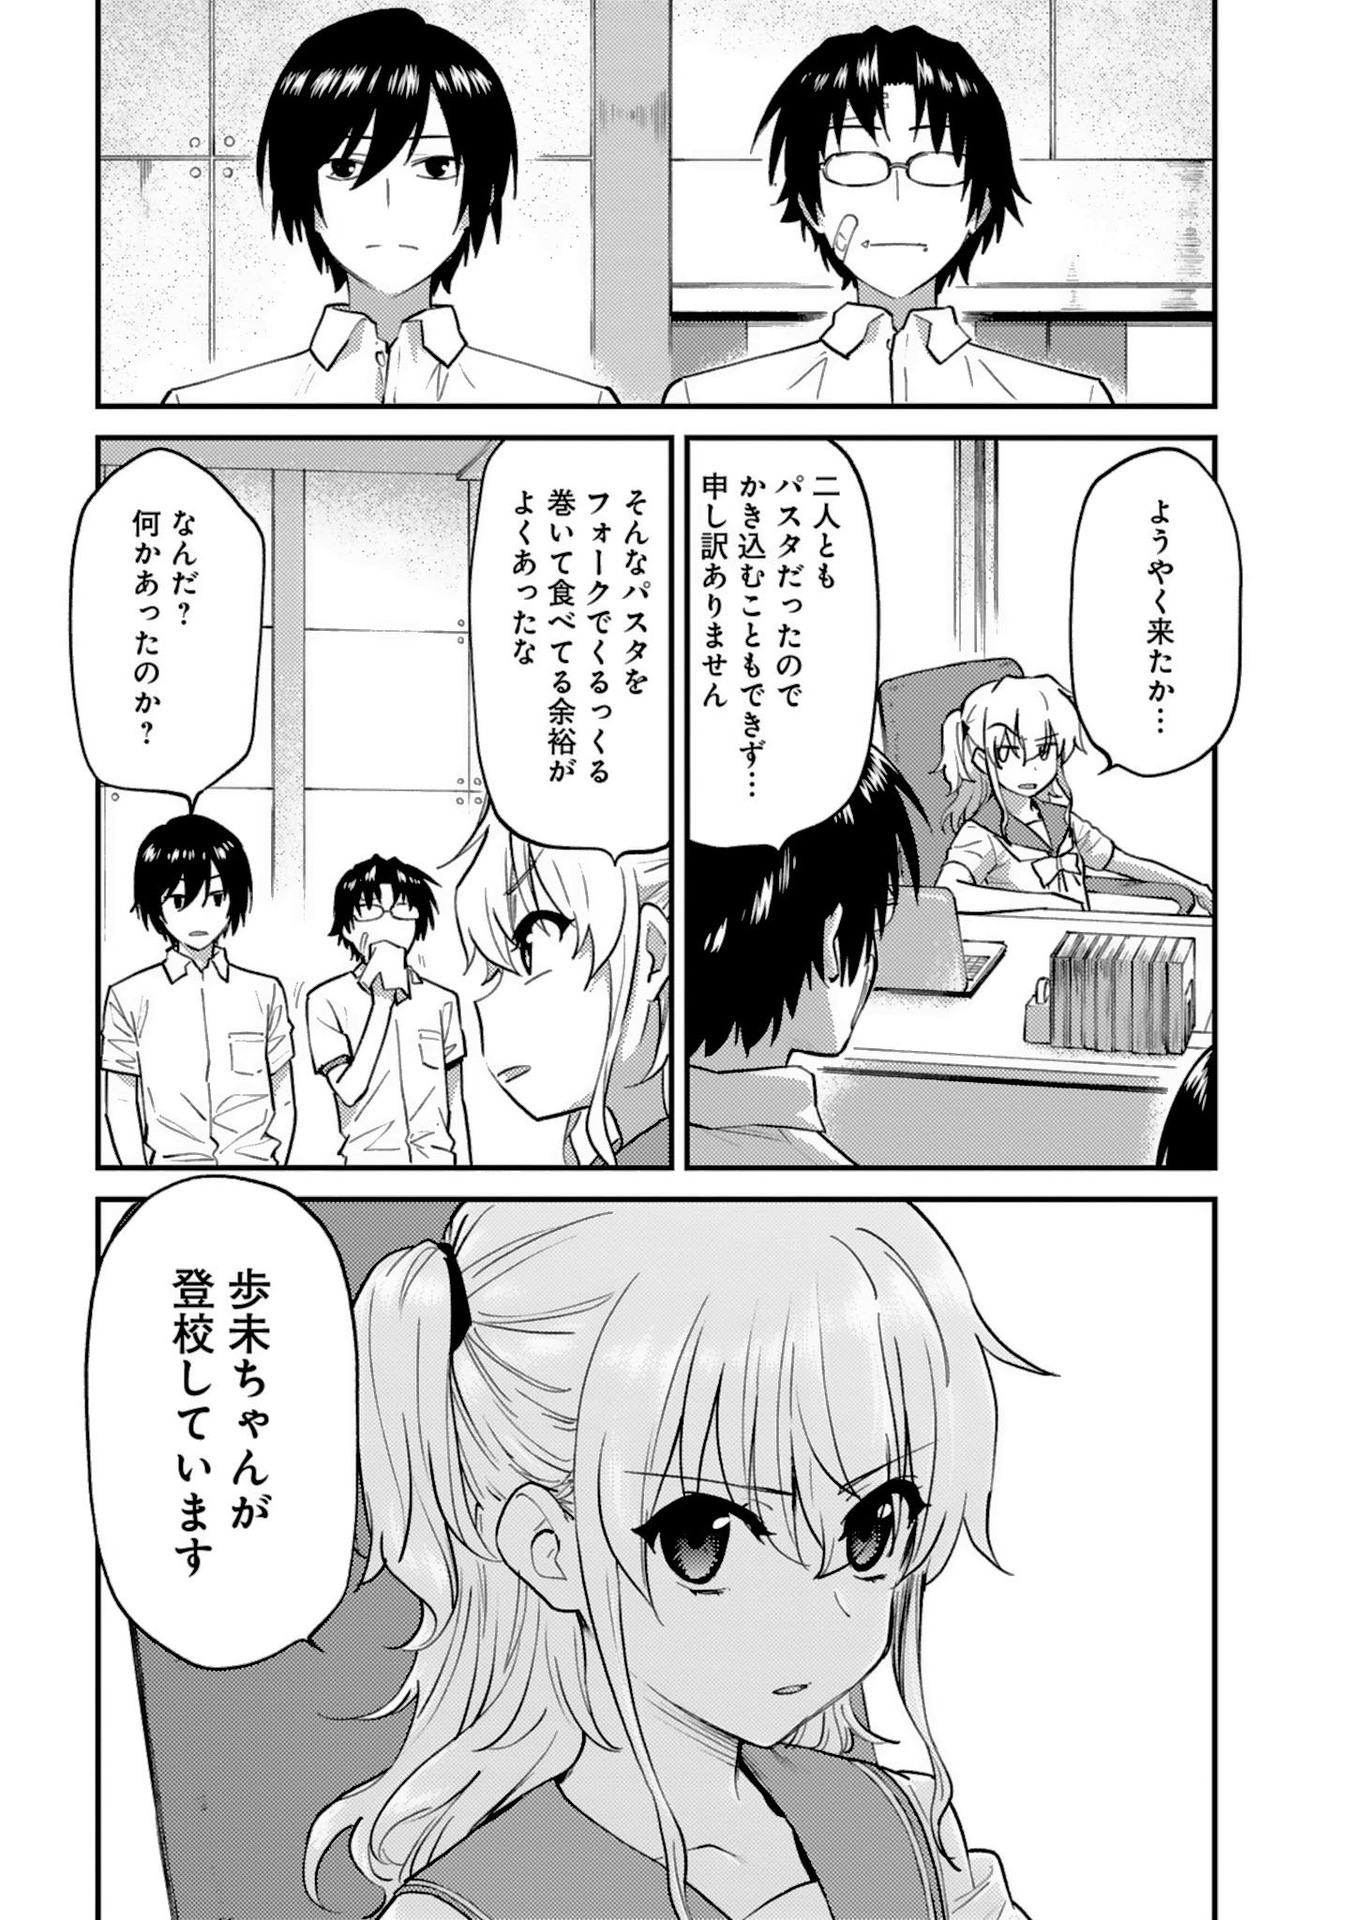 ようやく来たか…
二人とも
パスタだったので
かき込むこともできず…
申し訳ありません
そんなパスタを
フォークでくるっくる
巻いて食べてる余裕が
よくあったな
なんだ?
何かあったのか?
歩未ちゃんが
登校しています